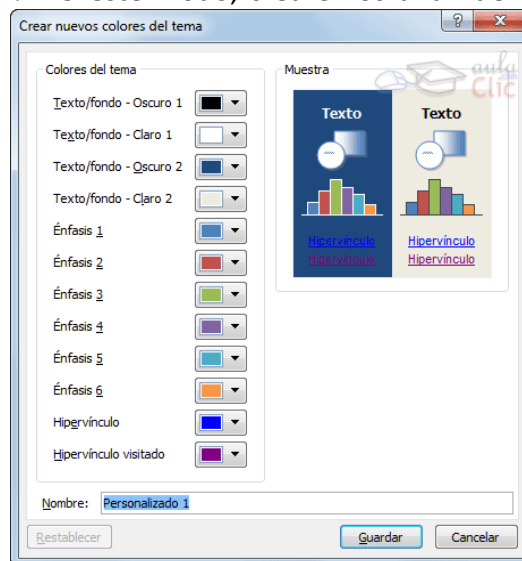 Crear nuevos colores del tema
Colores del tema
Texto/fondo - Oscuro 1
Texto/fondo - Claro 1
Texto/fondo - Oscuro 2
Texto/fondo - Claro 2
Énfasis 1
Énfasis 2
Énfasis 3
Énfasis 4
Énfasis 5
Énfasis 6
Hipervínculo
Hipervínculo visitado
Muestra
aula
Clic
Texto Texto
Hipervínculo Hipervínculo
Hipervínculo Hipervínculo
Nombre: Personalizado 1
Restablecer Guardar Cancelar